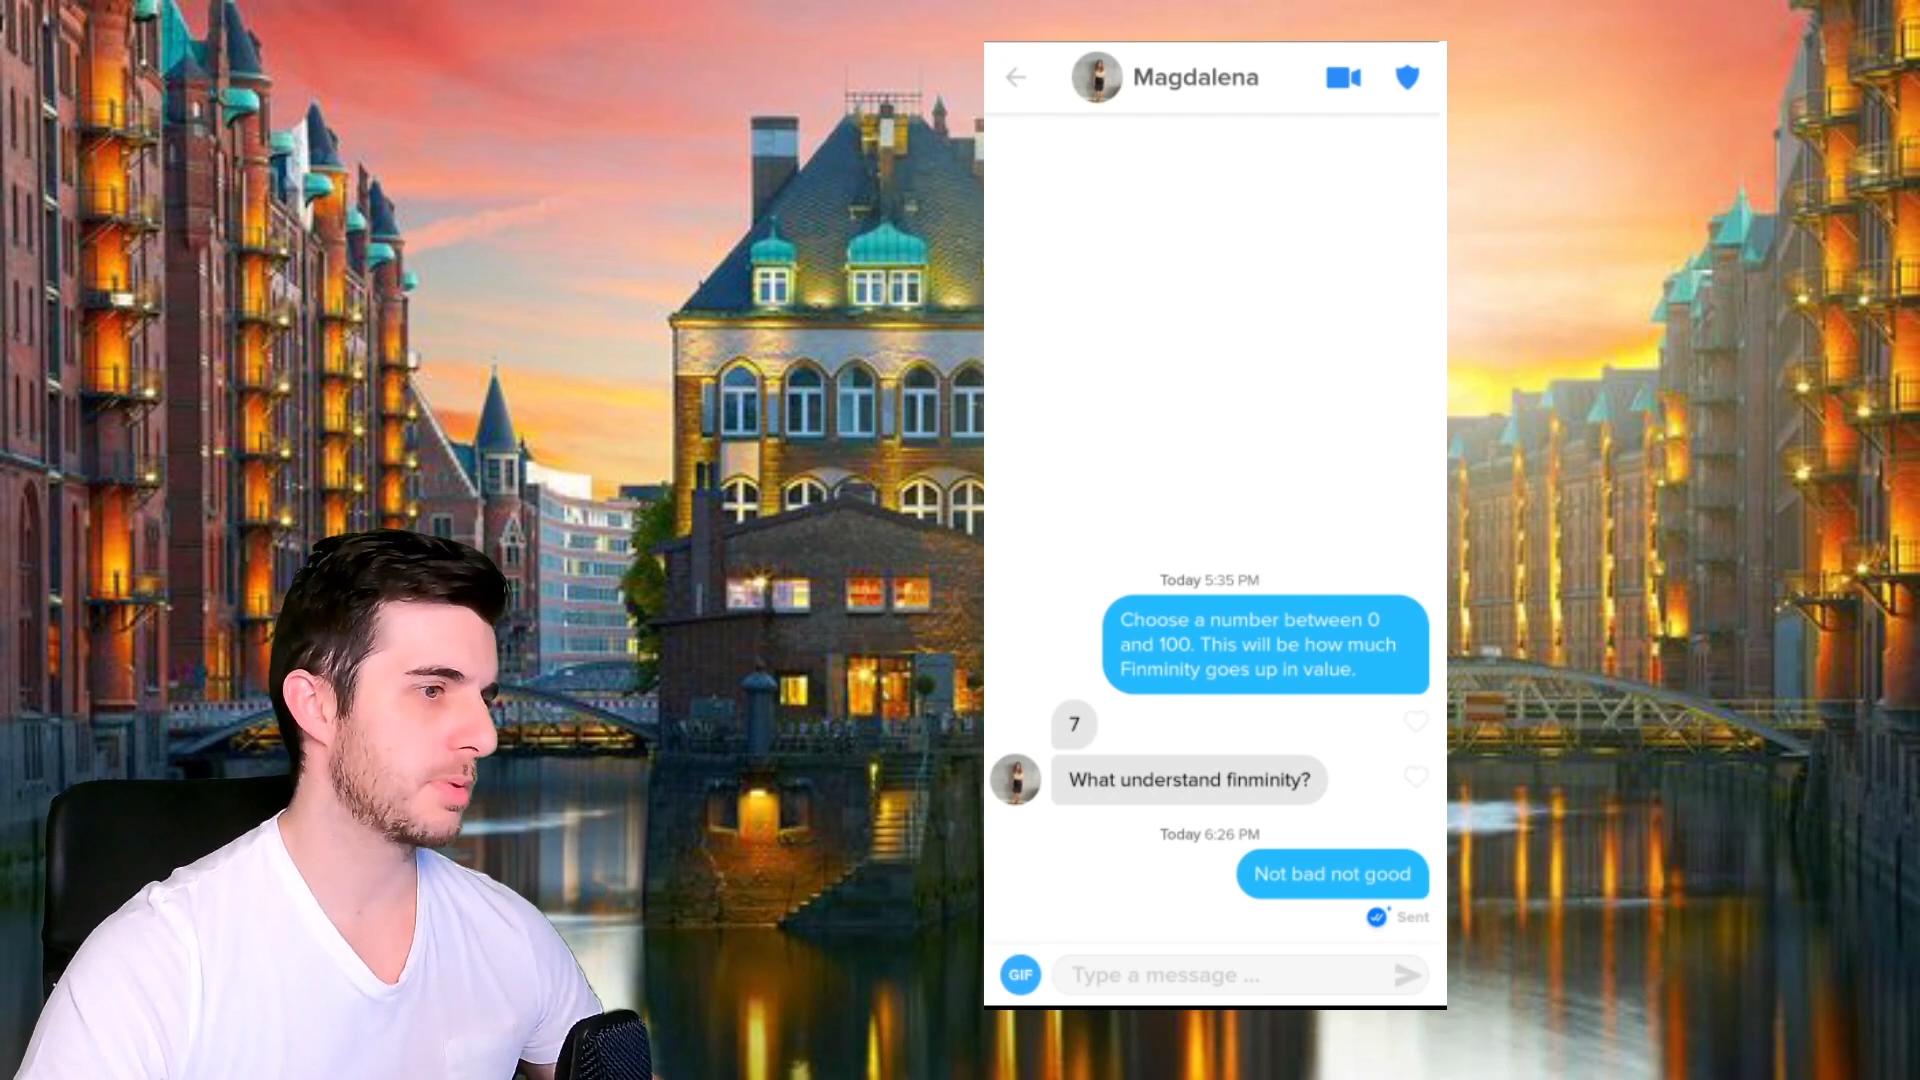 Magdalena
Today 5:35 PM
Choose a number between 0
and 100. This will be how much
Finminity goes up in value.
7
What understand finminity?
Today 6:26 PM
Not bad not good
Sent
GIF
Type a message ...